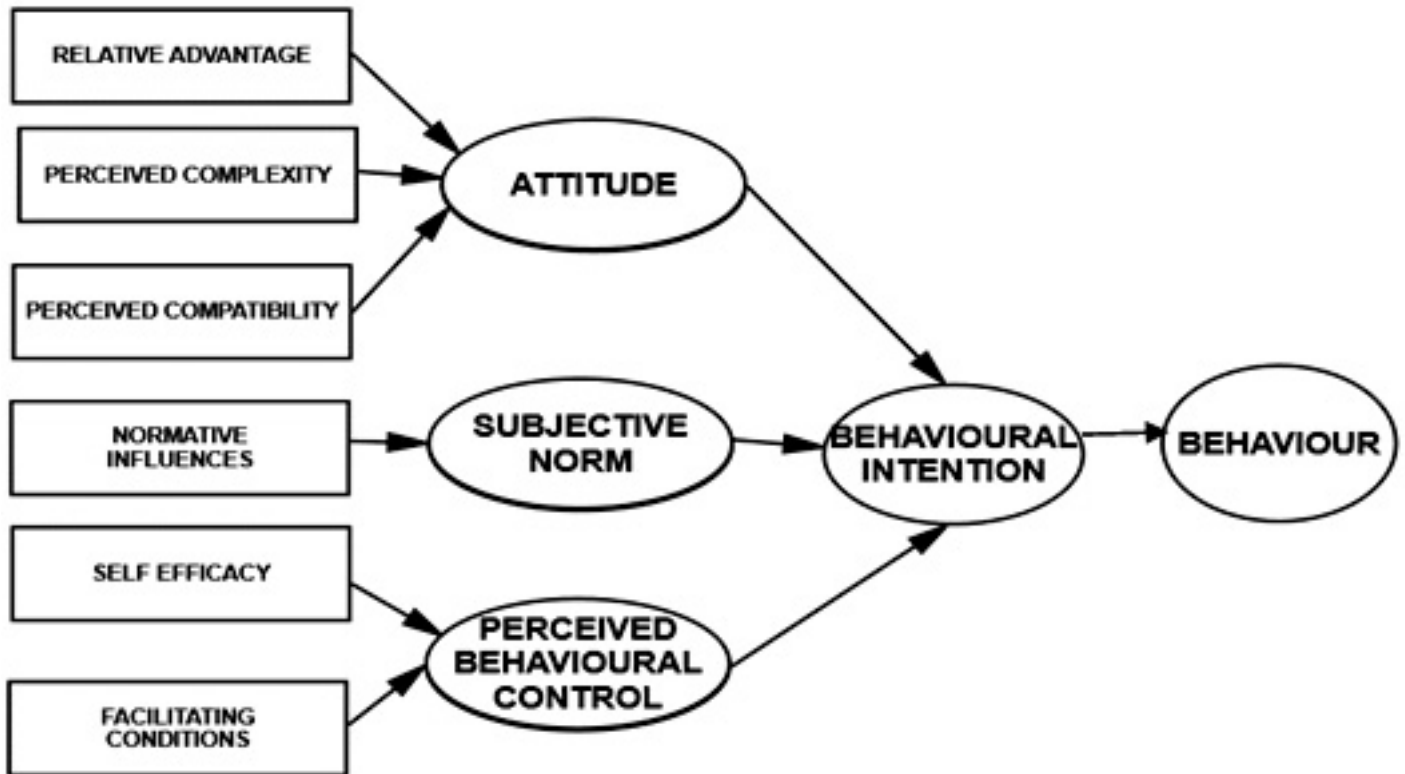 RELATIVE ADVANTAGE
PERCEIVED COMPLEXITY
PERCEIVED COMPATIBILITY
NORMATIVE
INFLUENCES
SELF EFFICACY
FACILITATING
CONDITIONS
ATTITUDE
SUBJECTIVE
NORM
PERCEIVED
BEHAVIOURAL
CONTROL
BEHAVIOURAL
INTENTION
BEHAVIOUR